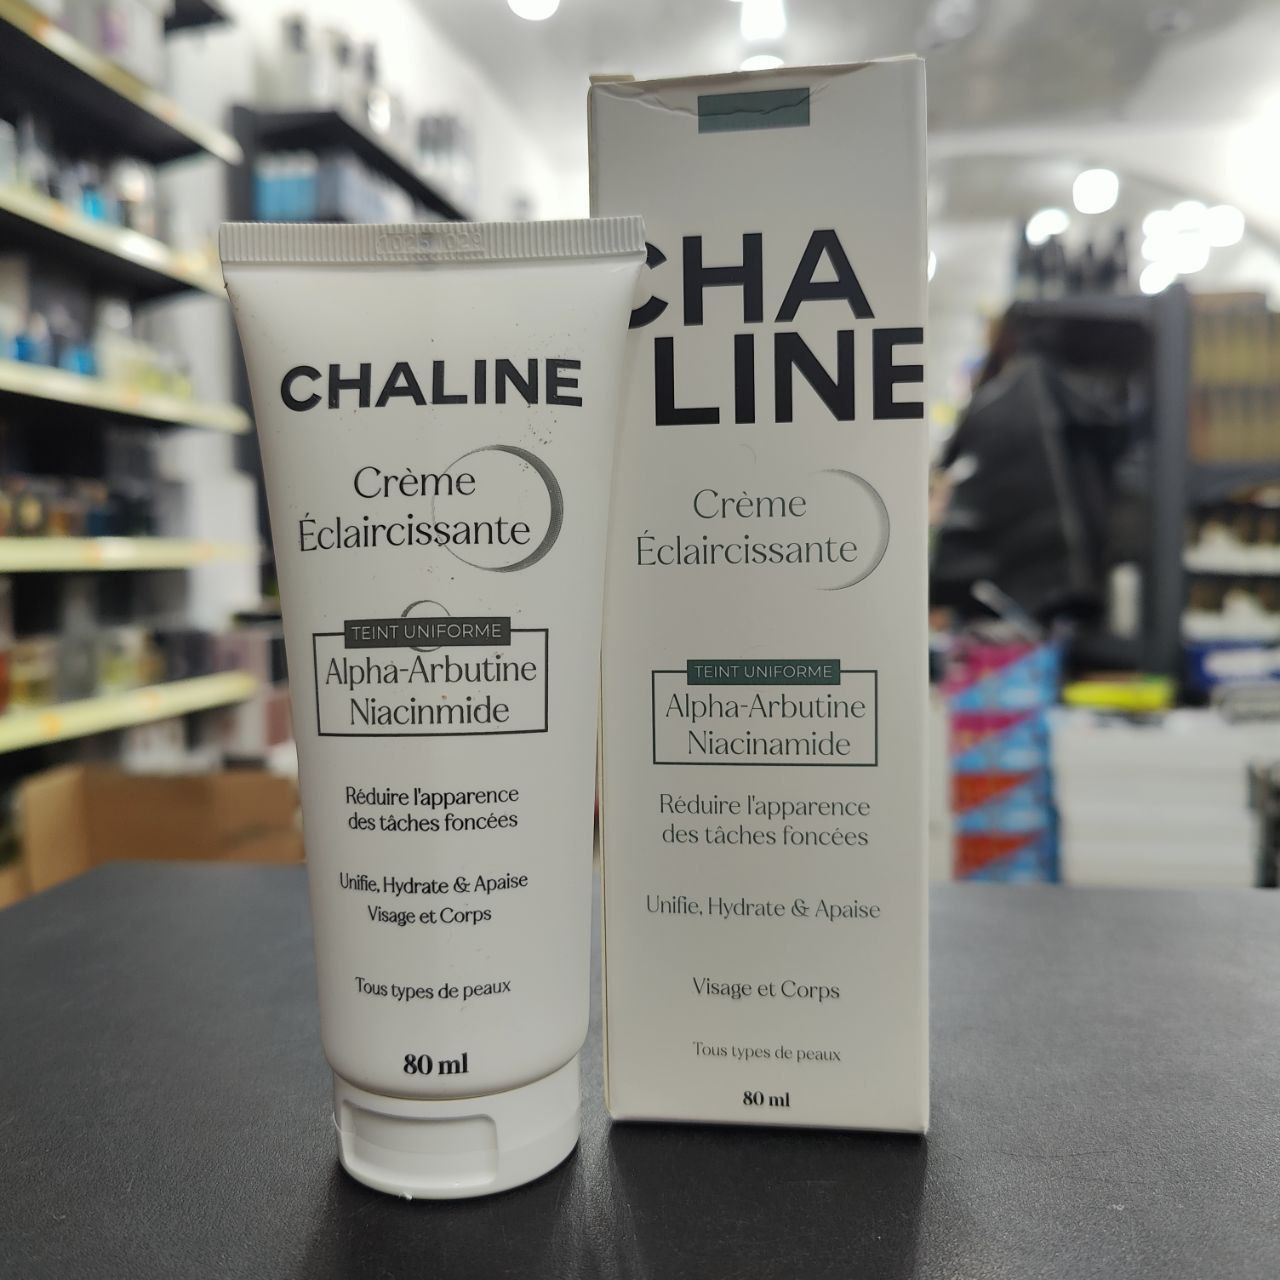 CHALINE
Crème
Éclaircissante
TEINT UNIFORME
Alpha-Arbutine
Niacinmide
Réduire l'apparence
des tâches foncées
Unifie, Hydrate & Apaise
Visage et Corps
Tous types de peaux
80 ml
CHA
LINE
Crème
Éclaircissante
TEINT UNIFORME
Alpha-Arbutine
Niacinamide
Réduire l'apparence
des tâches foncées
Unifie, Hydrate & Apaise
Visage et Corps
Tous types de peaux
80 ml